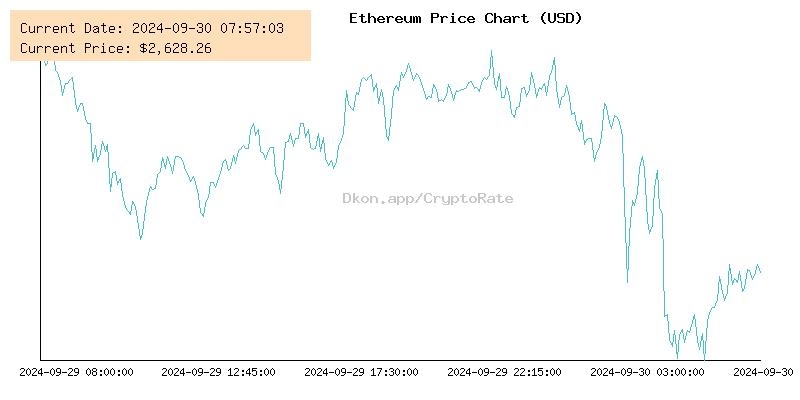 Ethereum Price Chart (USD)
Current Date: 2024-09-30 07:57:03
Current Price: $2,628.26
Dkon.app/CryptoRate
2024-09-29 08:00:00 2024-09-29 12:45:00 2024-09-29 17:30:00 2024-09-29 22:15:00 2024-09-30 03:00:00 2024-09-30